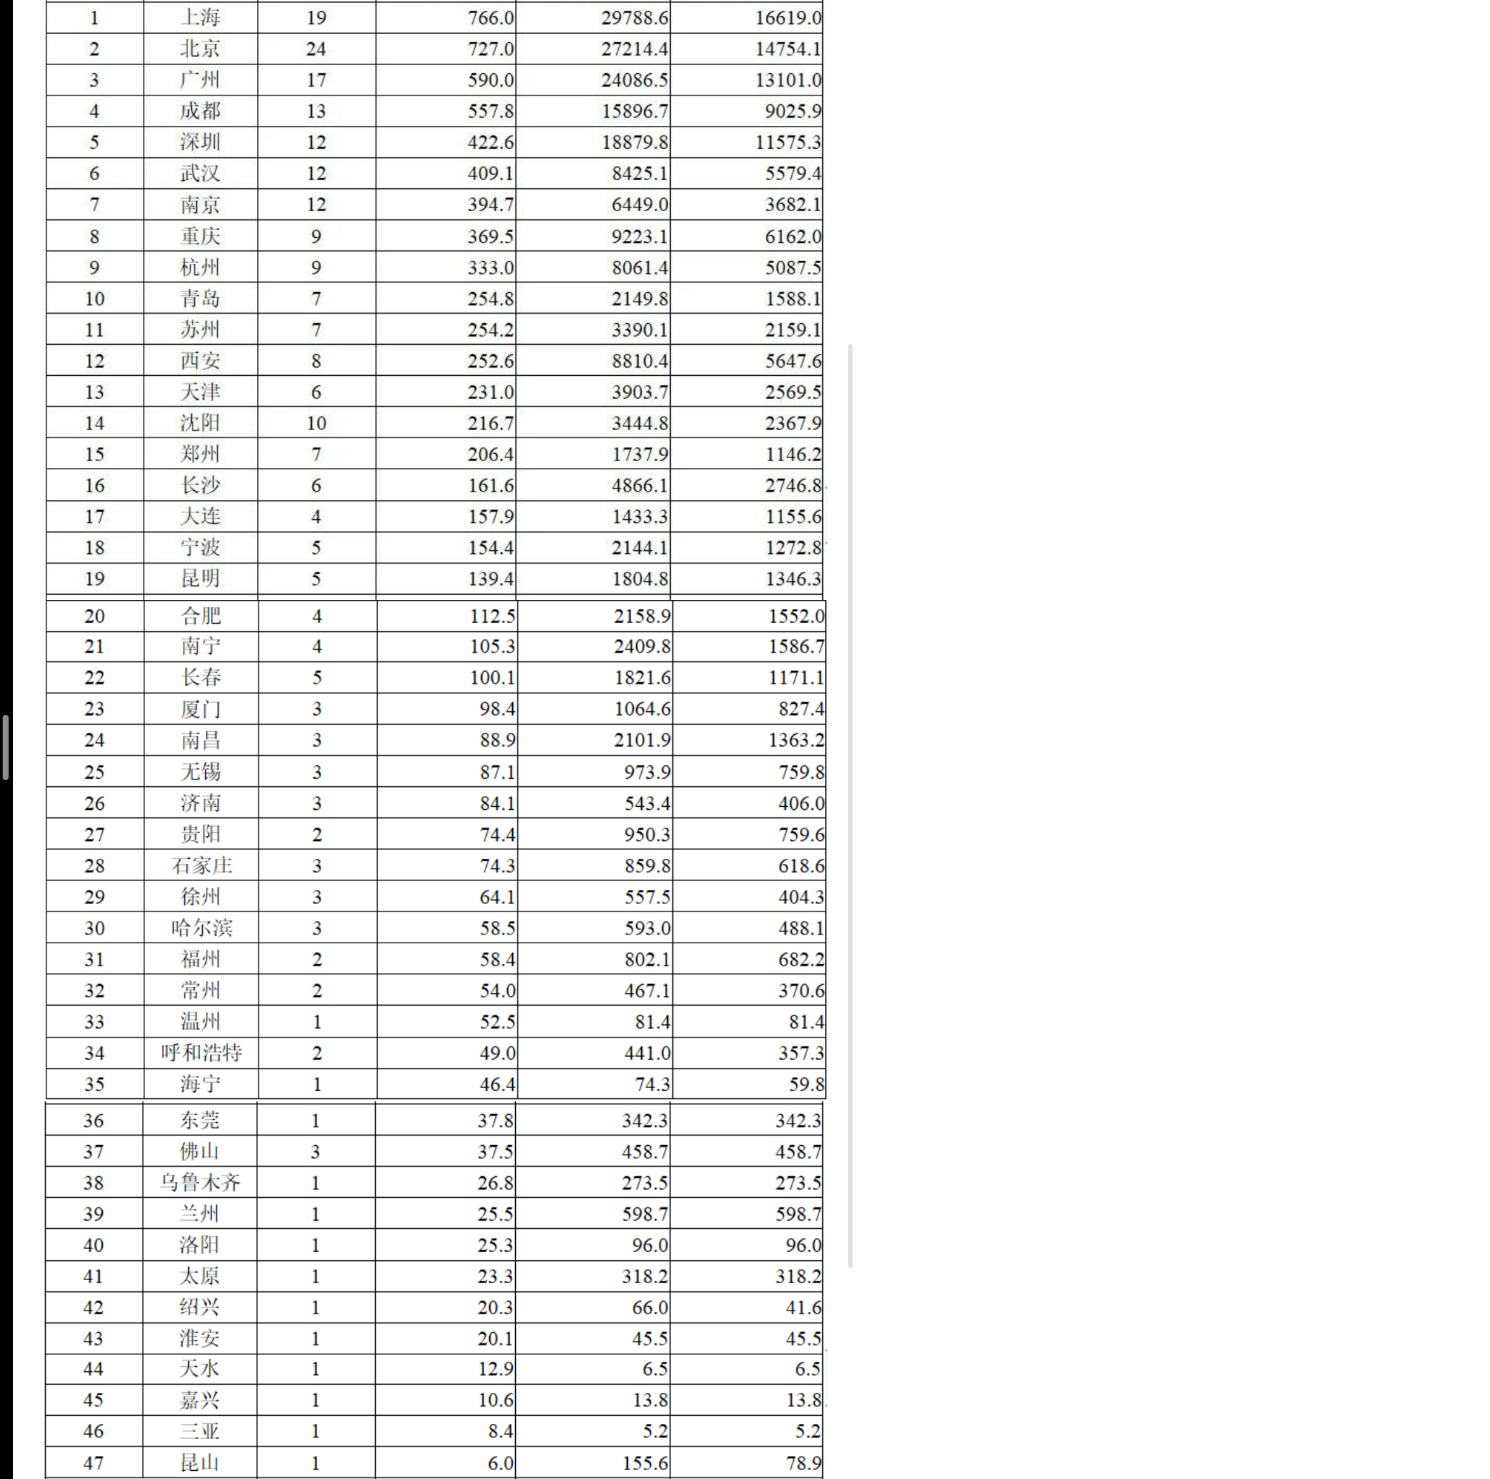 1 上海 19 766.0 29788.6 16619.0
2 北京 24 727.0 27214.4 14754.1
3 广州 17 590.0 24086.5 13101.0
4 成都 13 557.8 15896.7 9025.9
5 深圳 12 422.6 18879.8 11575.3
6 武汉 12 409.1 8425.1 5579.4
7 南京 12 394.7 6449.0 3682.1
8 重庆 9 369.5 9223.1 6162.0
9 杭州 9 333.0 8061.4 5087.5
10 青岛 7 254.8 2149.8 1588.1
11 苏州 7 254.2 3390.1 2159.1
12 西安 8 252.6 8810.4 5647.6
13 天津 6 231.0 3903.7 2569.5
14 沈阳 10 216.7 3444.8 2367.9
15 郑州 7 206.4 1737.9 1146.2
16 长沙 6 161.6 4866.1 2746.8
17 大连 4 157.9 1433.3 1155.6
18 宁波 5 154.4 2144.1 1272.8
19 昆明 5 139.4 1804.8 1346.3
20 合肥 4 112.5 2158.9 1552.0
21 南宁 4 105.3 2409.8 1586.7
22 长春 5 100.1 1821.6 1171.1
23 厦门 3 98.4 1064.6 827.4
24 南昌 3 88.9 2101.9 1363.2
25 无锡 3 87.1 973.9 759.8
26 济南 3 84.1 543.4 406.0
27 贵阳 2 74.4 950.3 759.6
28 石家庄 3 74.3 859.8 618.6
29 徐州 3 64.1 557.5 404.3
30 哈尔滨 3 58.5 593.0 488.1
31 福州 2 58.4 802.1 682.2
32 常州 2 54.0 467.1 370.6
33 温州 1 52.5 81.4 81.4
34 呼和浩特 2 49.0 441.0 357.3
35 海宁 1 46.4 74.3 59.8
36 东莞 1 37.8 342.3 342.3
37 佛山 3 37.5 458.7 458.7
38 乌鲁木齐 1 26.8 273.5 273.5
39 兰州 1 25.5 598.7 598.7
40 洛阳 1 25.3 96.0 96.0
41 太原 1 23.3 318.2 318.2
42 绍兴 1 20.3 66.0 41.6
43 淮安 1 20.1 45.5 45.5
44 天水 1 12.9 6.5 6.5
45 嘉兴 1 10.6 13.8 13.8
46 三亚 1 8.4 5.2 5.2
47 昆山 1 6.0 155.6 78.9